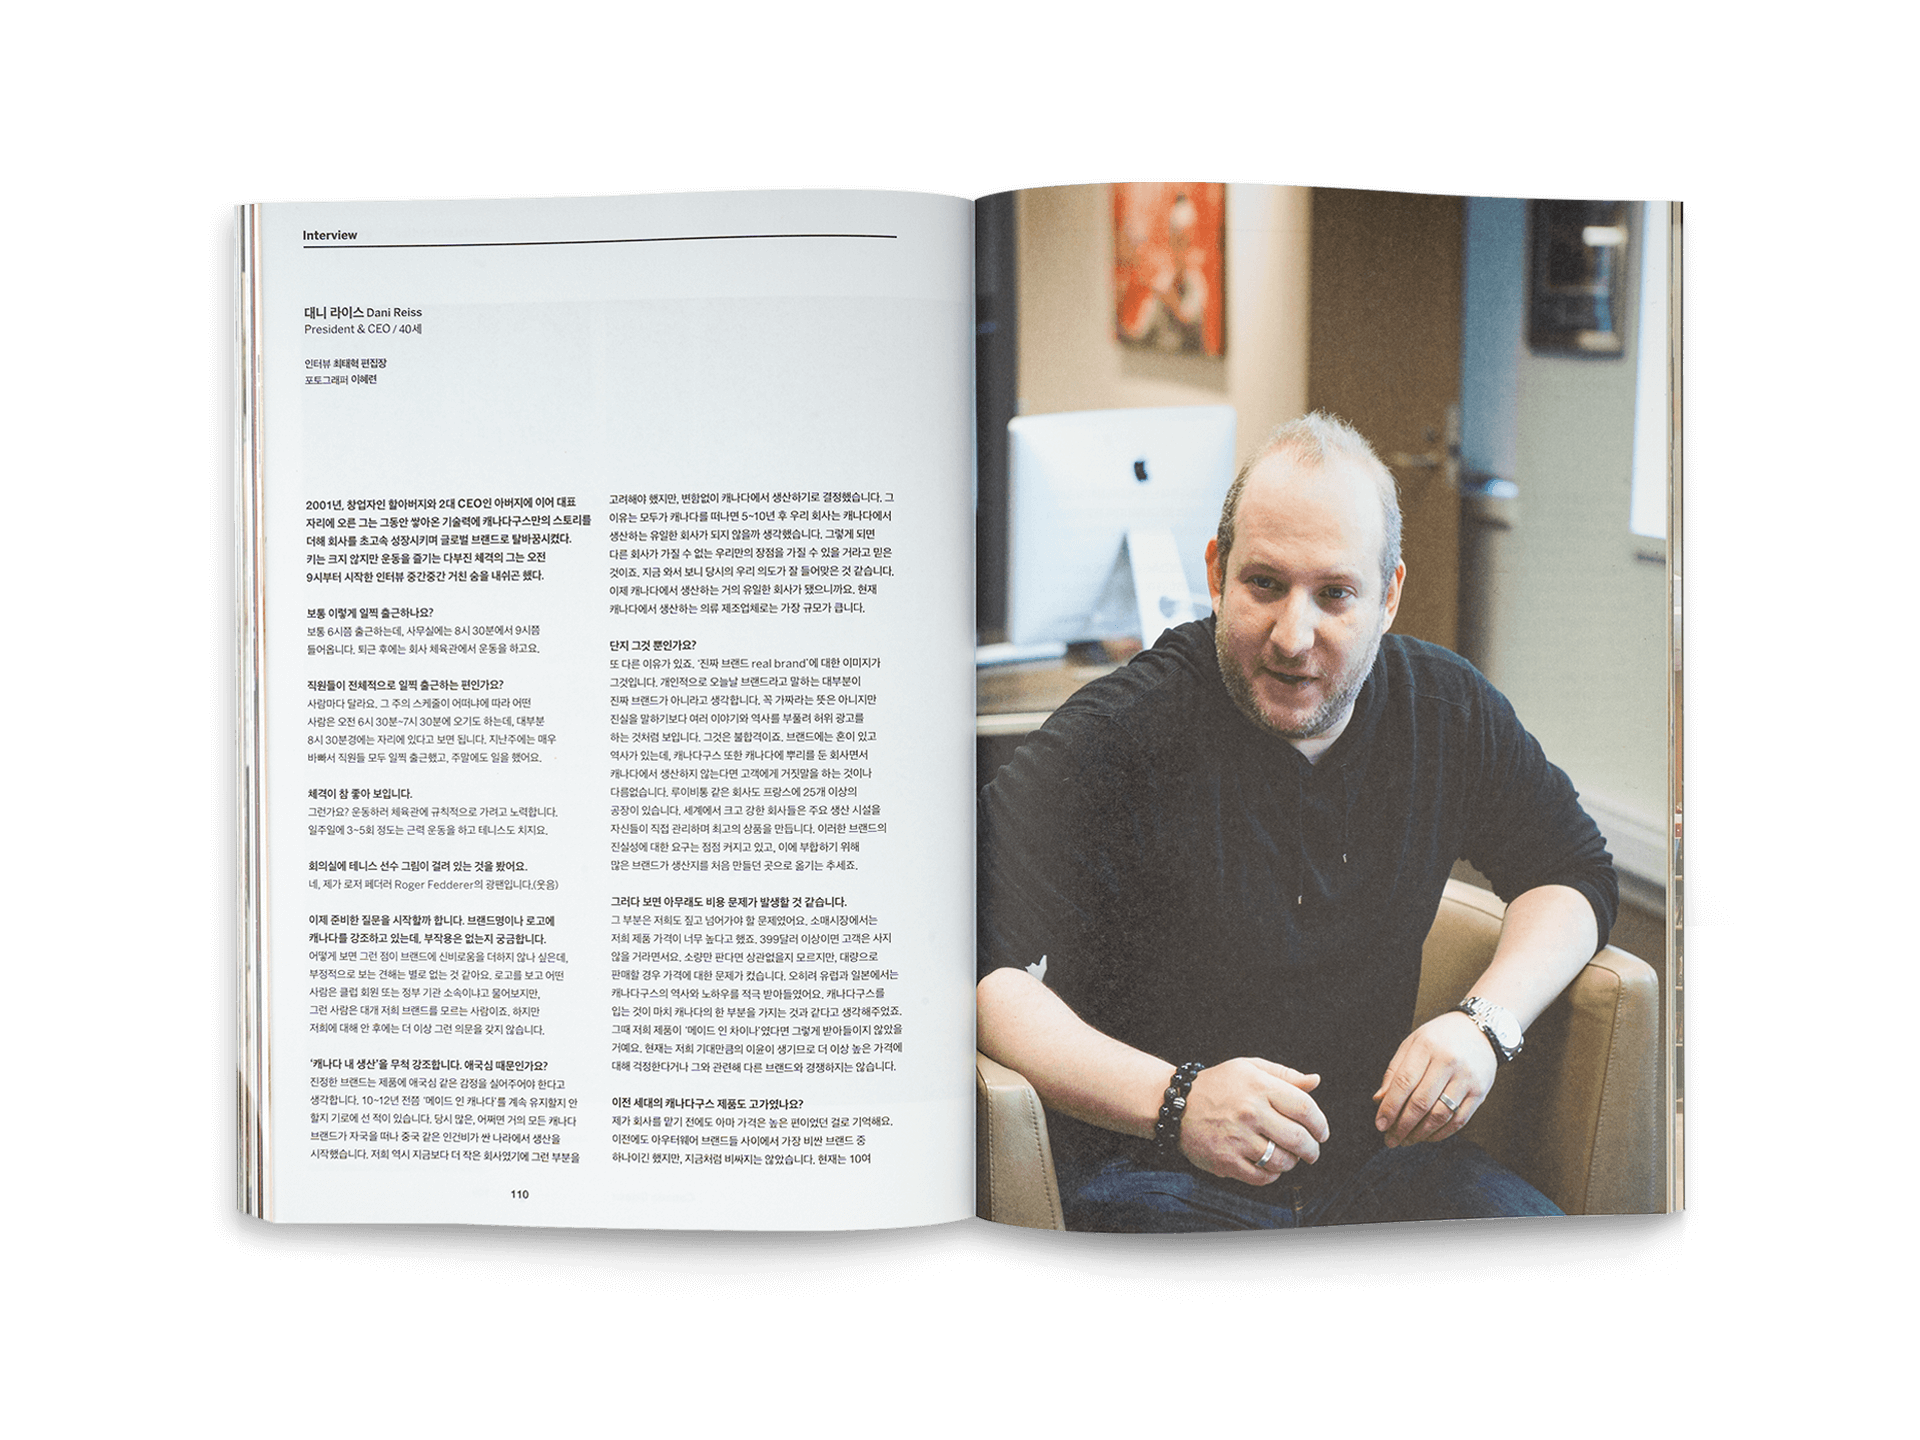 Interview
대니 라이스 Dani Reiss
President & CEO / 40세
인터뷰 최태혁 편집장
포토그래퍼 이혜련
2001년, 창업자인 할아버지와 2대 CEO인 아버지에 이어 대표
자리에 오른 그는 그동안 쌓아온 기술력에 캐나다구스만의 스토리를
더해 회사를 초고속 성장시키며 글로벌 브랜드로 탈바꿈시켰다.
키는 크지 않지만 운동을 즐기는 다부진 체격의 그는 오전
9시부터 시작한 인터뷰 중간중간 거친 숨을 내쉬곤 했다.
보통 이렇게 일찍 출근하나요?
보통 6시쯤 출근하는데, 사무실에는 8시 30분에서 9시쯤
들어옵니다. 퇴근 후에는 회사 체육관에서 운동을 하고요.
직원들이 전체적으로 일찍 출근하는 편인가요?
사람마다 달라요. 그 주의 스케줄이 어떠냐에 따라 어떤
사람은 오전 6시 30분~7시 30분에 오기도 하는데, 대부분
8시 30분경에는 자리에 있다고 보면 됩니다. 지난주에는 매우
바빠서 직원들 모두 일찍 출근했고, 주말에도 일을 했어요.
체격이 참 좋아 보입니다.
그런가요? 운동하러 체육관에 규칙적으로 가려고 노력합니다.
일주일에 3~5회 정도는 근력 운동을 하고 테니스도 치지요.
회의실에 테니스 선수 그림이 걸려 있는 것을 봤어요.
네, 제가 로저 페더러 Roger Fedderer의 광팬입니다.(웃음)
이제 준비한 질문을 시작할까 합니다. 브랜드명이나 로고에
캐나다를 강조하고 있는데, 부작용은 없는지 궁금합니다.
어떻게 보면 그런 점이 브랜드에 신비로움을 더하지 않나 싶은데,
부정적으로 보는 견해는 별로 없는 것 같아요. 로고를 보고 어떤
사람은 클럽 회원 또는 정부 기관 소속이냐고 물어보지만,
그런 사람은 대개 저희 브랜드를 모르는 사람이죠. 하지만
저희에 대해 안 후에는 더 이상 그런 의문을 갖지 않습니다.
'캐나다 내 생산'을 무척 강조합니다. 애국심 때문인가요?
진정한 브랜드는 제품에 애국심 같은 감정을 실어주어야 한다고
생각합니다. 10~12년 전쯤 '메이드 인 캐나다'를 계속 유지할지 안
할지 기로에 선 적이 있습니다. 당시 많은, 어쩌면 거의 모든 캐나다
브랜드가 자국을 떠나 중국 같은 인건비가 싼 나라에서 생산을
시작했습니다. 저희 역시 지금보다 더 작은 회사였기에 그런 부분을
고려해야 했지만, 변함없이 캐나다에서 생산하기로 결정했습니다. 그
이유는 모두가 캐나다를 떠나면 5~10년 후 우리 회사는 캐나다에서
생산하는 유일한 회사가 되지 않을까 생각했습니다. 그렇게 되면
다른 회사가 가질 수 없는 우리만의 장점을 가질 수 있을 거라고 믿은
것이죠. 지금 와서 보니 당시의 우리 의도가 잘 들어맞은 것 같습니다.
이제 캐나다에서 생산하는 거의 유일한 회사가 됐으니까요. 현재
캐나다에서 생산하는 의류 제조업체로는 가장 규모가 큽니다.
단지 그것 뿐인가요?
또 다른 이유가 있죠. '진짜 브랜드 real brand'에 대한 이미지가
그것입니다. 개인적으로 오늘날 브랜드라고 말하는 대부분이
진짜 브랜드가 아니라고 생각합니다. 꼭 가짜라는 뜻은 아니지만
진실을 말하기보다 여러 이야기와 역사를 부풀려 허위 광고를
하는 것처럼 보입니다. 그것은 불합격이죠. 브랜드에는 혼이 있고
역사가 있는데, 캐나다구스 또한 캐나다에 뿌리를 둔 회사면서
캐나다에서 생산하지 않는다면 고객에게 거짓말을 하는 것이나
다름없습니다. 루이비통 같은 회사도 프랑스에 25개 이상의
공장이 있습니다. 세계에서 크고 강한 회사들은 주요 생산 시설을
자신들이 직접 관리하며 최고의 상품을 만듭니다. 이러한 브랜드의
진실성에 대한 요구는 점점 커지고 있고, 이에 부합하기 위해
많은 브랜드가 생산지를 처음 만들던 곳으로 옮기는 추세죠.
그러다 보면 아무래도 비용 문제가 발생할 것 같습니다.
그 부분은 저희도 짚고 넘어가야 할 문제였어요. 소매시장에서는
저희 제품 가격이 너무 높다고 했죠. 399달러 이상이면 고객은 사지
않을 거라면서요. 소량만 판다면 상관없을지 모르지만, 대량으로
판매할 경우 가격에 대한 문제가 컸습니다. 오히려 유럽과 일본에서는
캐나다구스의 역사와 노하우를 적극 받아들였어요. 캐나다구스를
입는 것이 마치 캐나다의 한 부분을 가지는 것과 같다고 생각해주었죠.
그때 저희 제품이 '메이드 인 차이나'였다면 그렇게 받아들이지 않았을
거예요. 현재는 저희 기대만큼의 이윤이 생기므로 더 이상 높은 가격에
대해 걱정한다거나 그와 관련해 다른 브랜드와 경쟁하지는 않습니다.
이전 세대의 캐나다구스 제품도 고가였나요?
제가 회사를 맡기 전에도 아마 가격은 높은 편이었던 걸로 기억해요.
이전에도 아우터웨어 브랜드들 사이에서 가장 비싼 브랜드 중
하나이긴 했지만, 지금처럼 비싸지는 않았습니다. 현재는 10여
110